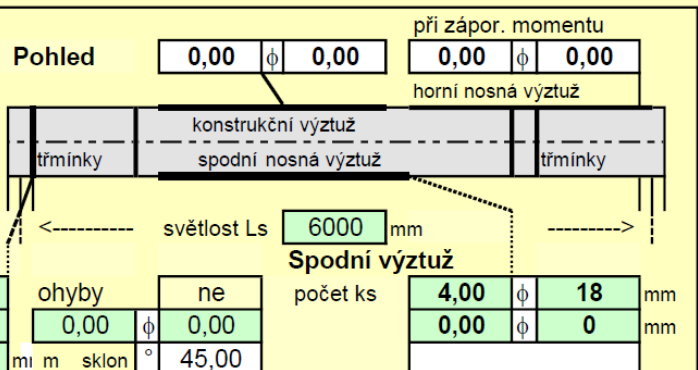 při zápor. momentu
Pohled 0,00 ϕ 0,00 0,00 ϕ 0,00
horní nosná výztuž
konstrukční výztuž
třmínky spodní nosná výztuž třmínky
<---------- světlost Ls 6000 mm --------->
Spodní výztuž
ohyby ne počet ks 4,00 ϕ 18 mm
0,00 ϕ 0,00 0,00 ϕ 0 mm
m sklon ° 45,00